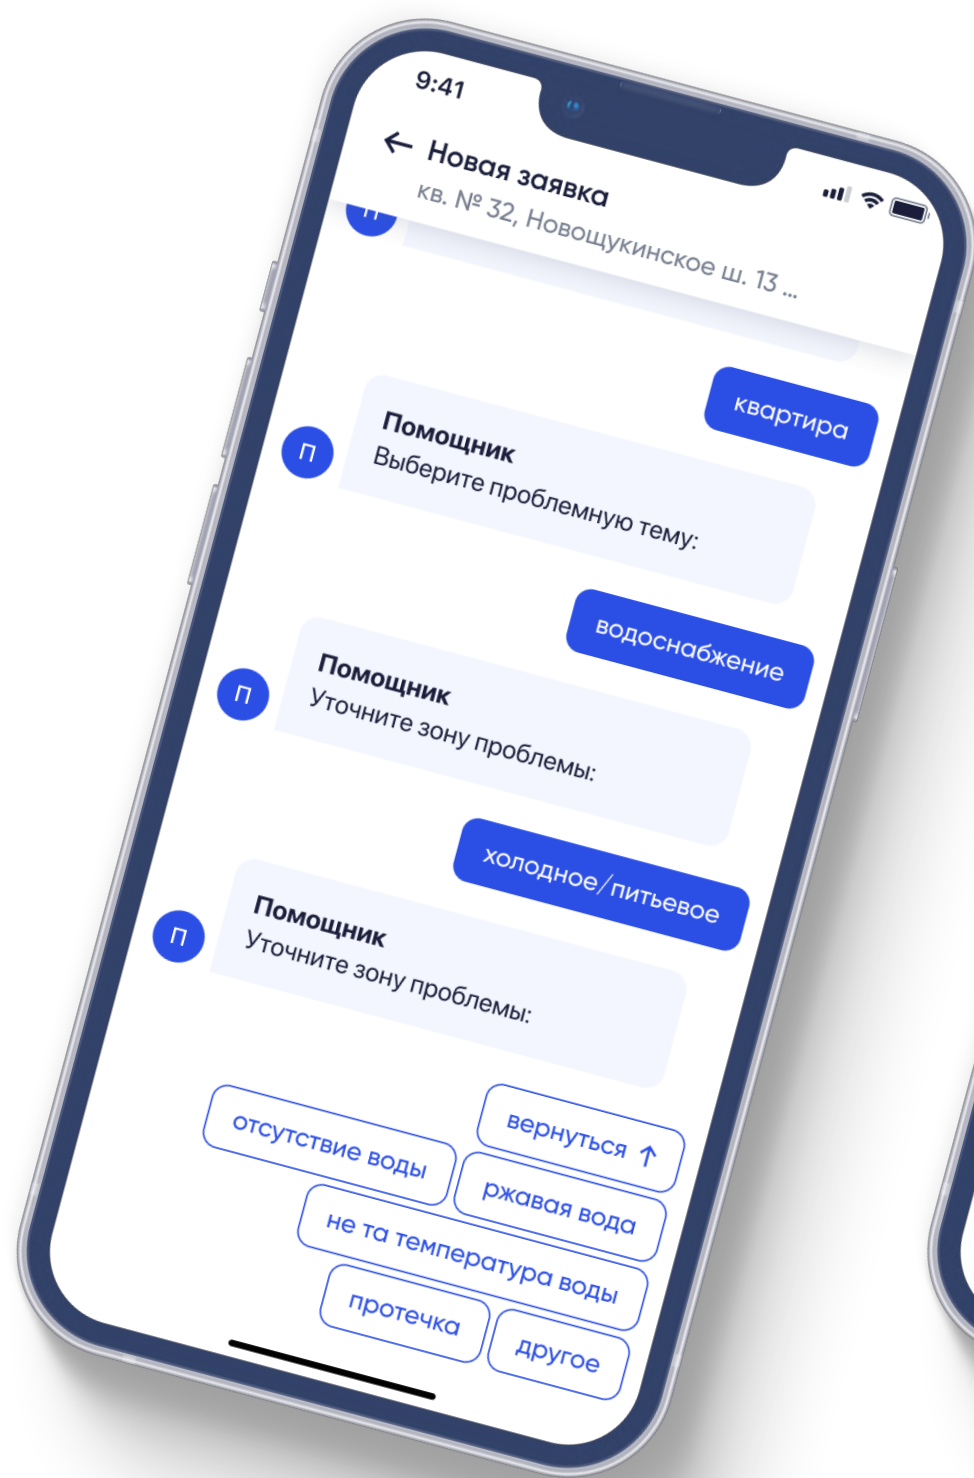 9:41
← Новая заявка
кв. № 32, Новощукинское ш. 13 ...
П
квартира
Помощник
П
Выберите проблемную тему:
водоснабжение
Помощник
П
Уточните зону проблемы:
холодное/питьевое
Помощник
П
Уточните зону проблемы:
вернуться ↑
отсутствие воды
ржавая вода
не та температура воды
протечка
другое